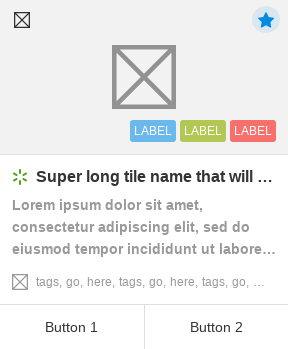 LABEL LABEL LABEL
Super long tile name that will …
Lorem ipsum dolor sit amet,
consectetur adipiscing elit, sed do
eiusmod tempor incididunt ut labore…
tags, go, here, tags, go, here, tags, go, …
Button 1 Button 2